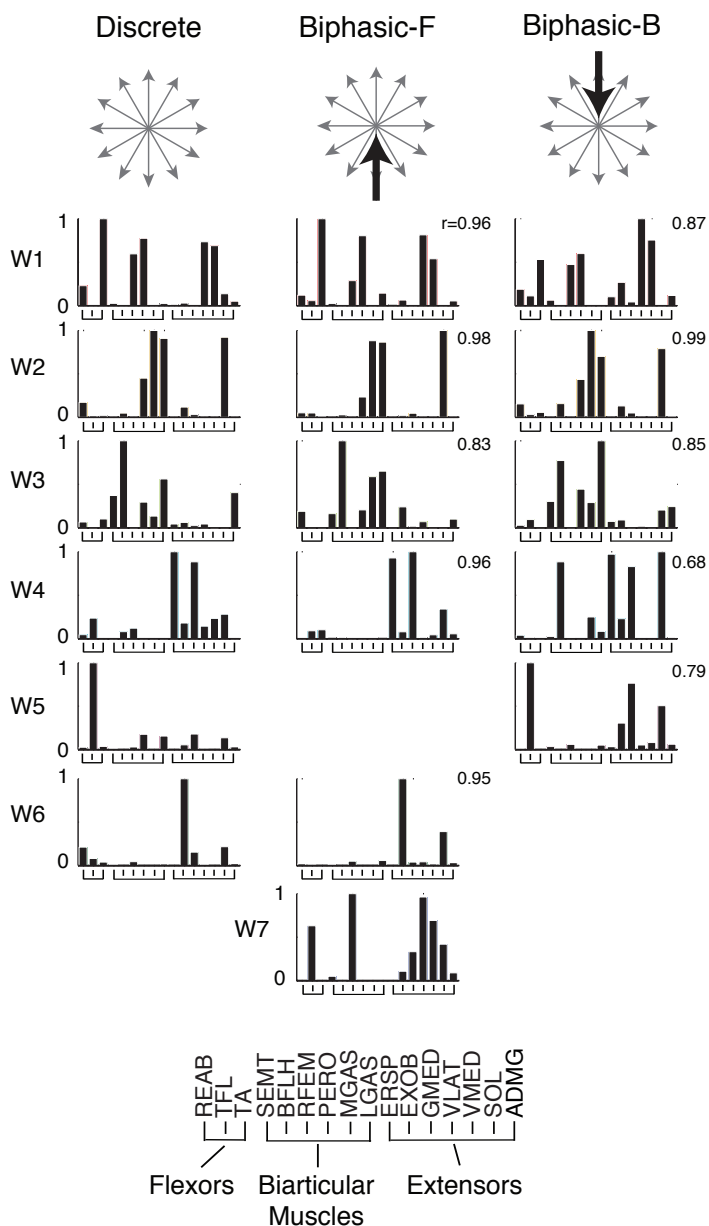 Discrete Biphasic-F Biphasic-B
W1 1 0 r=0.96 0.87
W2 1 0 0.98 0.99
W3 1 0 0.83 0.85
W4 1 0 0.96 0.68
W5 1 0 0.79
W6 1 0 0.95
W7 1 0
REAB TFL TA SEMT BFLH RFEM PERO MGAS LGAS ERSP EXOB GMED VLAT VMED SOL ADMG
Flexors Biarticular Extensors
Muscles